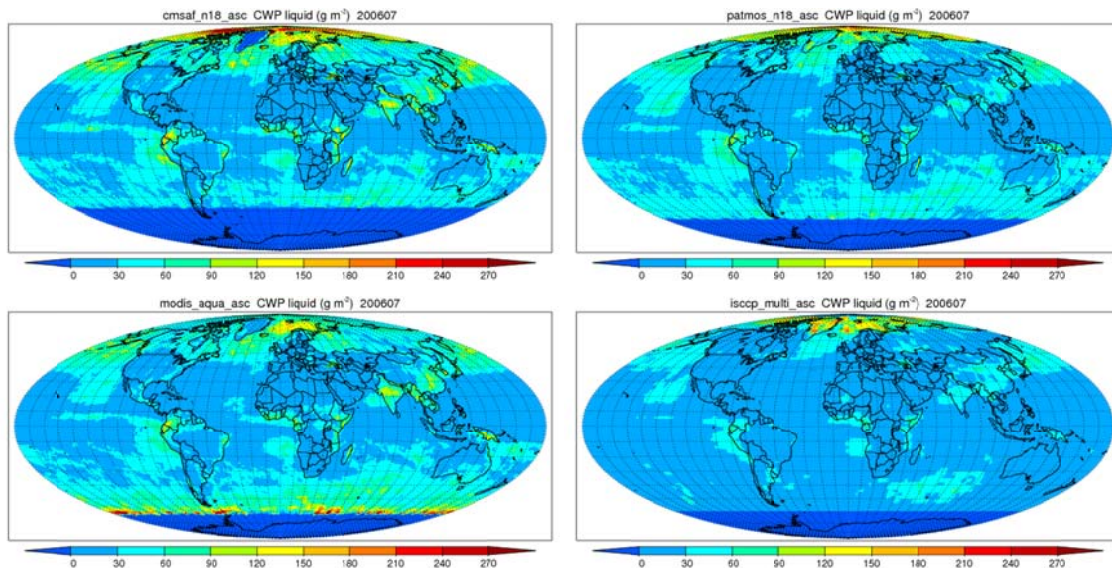 cmsaf_n18_asc CWP liquid (g m⁻²) 200607
0 30 60 90 120 150 180 210 240 270
patmos_n18_asc CWP liquid (g m⁻²) 200607
0 30 60 90 120 150 180 210 240 270
modis_aqua_asc CWP liquid (g m⁻²) 200607
0 30 60 90 120 150 180 210 240 270
isccp_multi_asc CWP liquid (g m⁻²) 200607
0 30 60 90 120 150 180 210 240 270